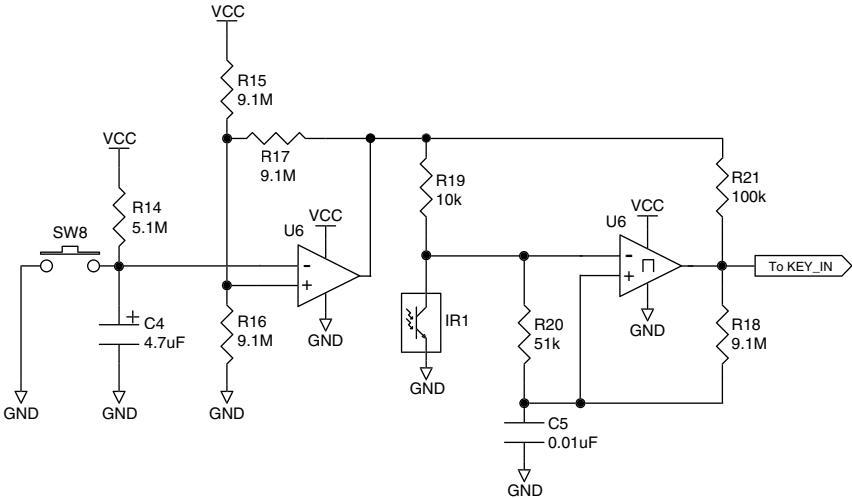 VCC
R15
9.1M
VCC
R17
9.1M
R14
5.1M
R19
10k
R21
100k
SW8
U6
VCC
U6
VCC
-
+
-
+
To KEY_IN
+
C4
4.7uF
R16
9.1M
GND
IR1
R20
51k
GND
R18
9.1M
GND
GND
GND
GND
C5
0.01uF
GND